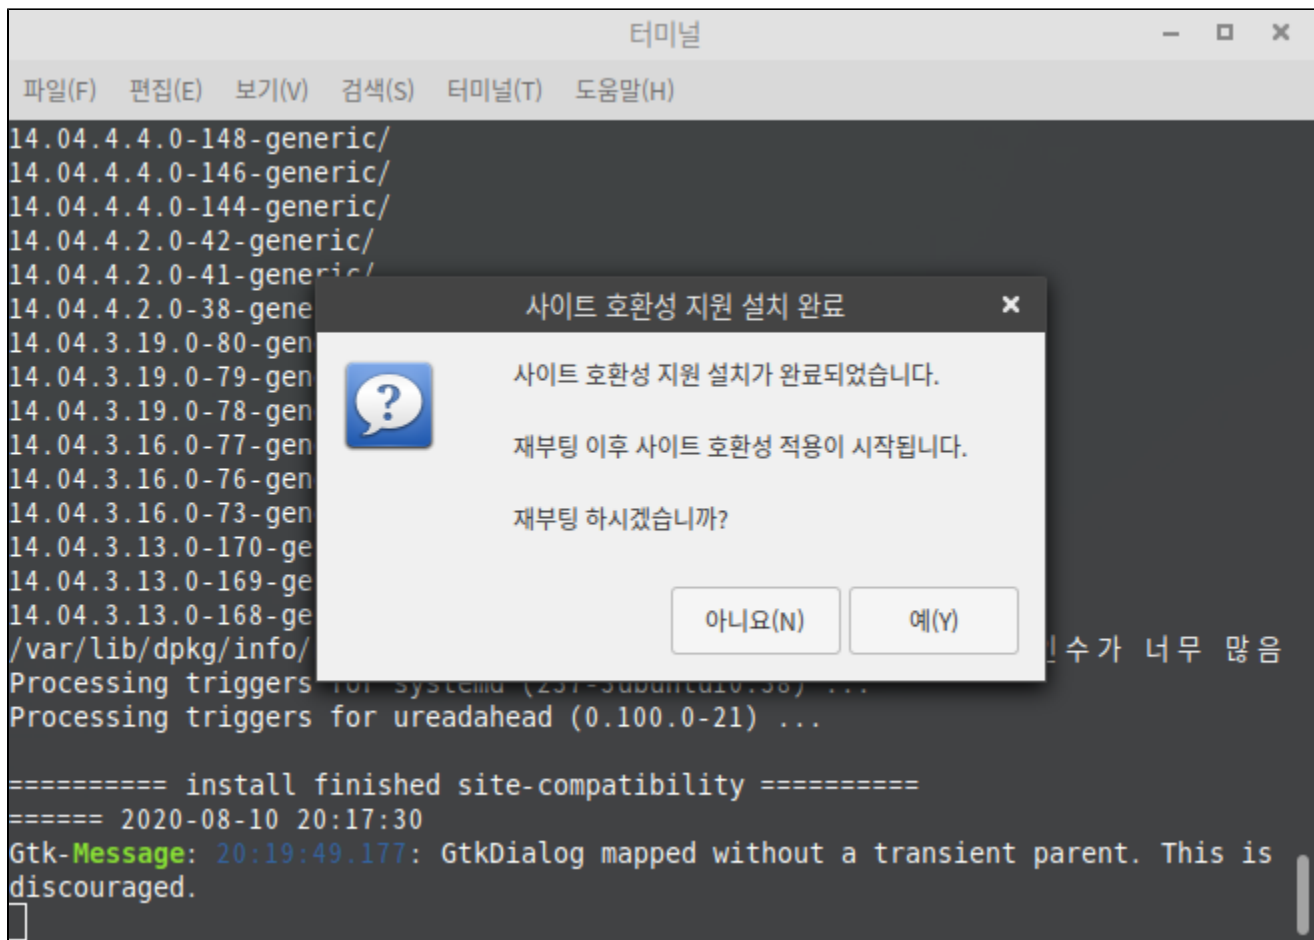 터미널
파일(F) 편집(E) 보기(V) 검색(S) 터미널(T) 도움말(H)
14.04.4.4.0-148-generic/
14.04.4.4.0-146-generic/
14.04.4.4.0-144-generic/
14.04.4.2.0-42-generic/
14.04.4.2.0-41-generic/
14.04.4.2.0-38-gene
14.04.3.19.0-80-gen
14.04.3.19.0-79-gen
14.04.3.19.0-78-gen
14.04.3.16.0-77-gen
14.04.3.16.0-76-gen
14.04.3.16.0-73-gen
14.04.3.13.0-170-ge
14.04.3.13.0-169-ge
14.04.3.13.0-168-ge
/var/lib/dpkg/info/ 수가 너무 많음
Processing triggers for systemd (237-3ubuntu10.38) ...
Processing triggers for ureadahead (0.100.0-21) ...
========== install finished site-compatibility ==========
====== 2020-08-10 20:17:30
Gtk-Message: 20:19:49.177: GtkDialog mapped without a transient parent. This is
discouraged.
사이트 호환성 지원 설치 완료
사이트 호환성 지원 설치가 완료되었습니다.
재부팅 이후 사이트 호환성 적용이 시작됩니다.
재부팅 하시겠습니까?
아니요(N) 예(Y)